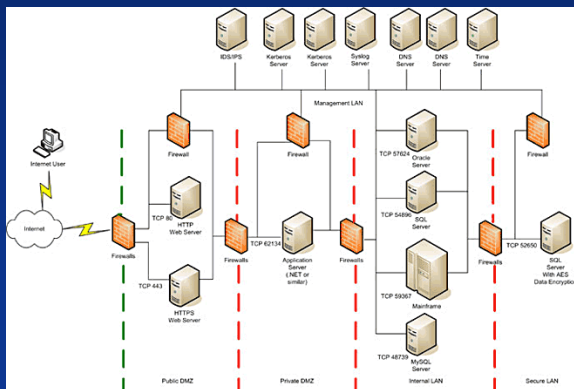 IDS/IPS
Kerberos
Server
Kerberos
Server
Syslog
Server
DNS
Server
DNS
Server
Time
Server
Management LAN
Internet User
Firewall
Firewall
Firewall
TCP 57624
Oracle
Server
TCP 80
HTTP
Web Server
TCP 54896
SQL
Server
Internet
Firewalls
Firewalls
TCP 62134
Application
Server
(.NET or
similar)
Firewalls
Firewalls
TCP 52650
SQL
Server
With AES
Data Encryptio
TCP 443
HTTPS
Web Server
TCP 59067
Mainframe
TCP 48739
MySQL
Server
Public DMZ
Private DMZ
Internal LAN
Secure LAN